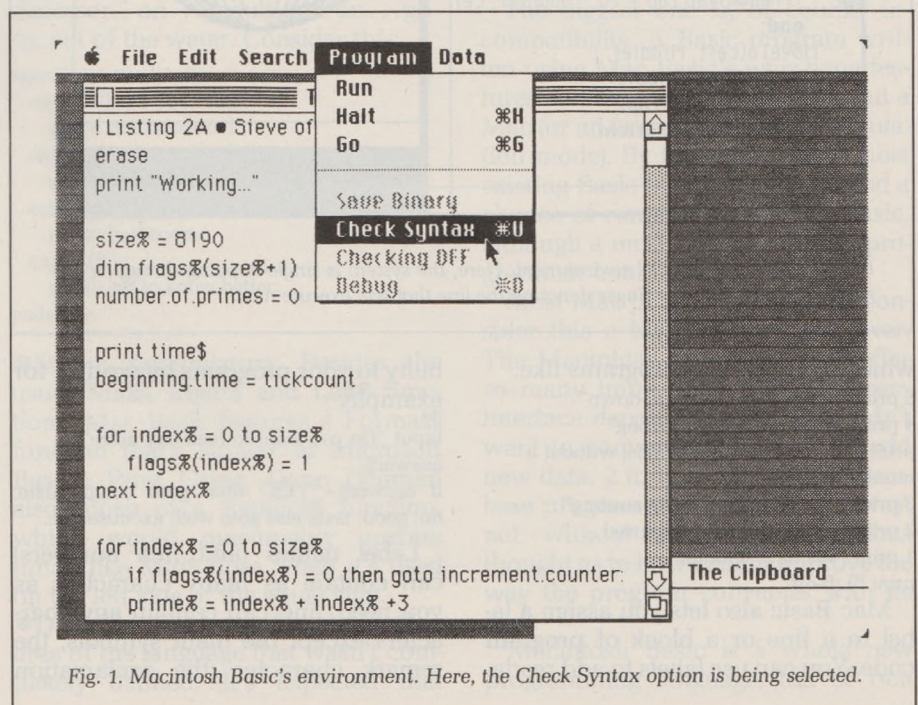 File Edit Search Program Data
Run
Halt ⌘H
Go ⌘G
Save Binary
Check Syntax ⌘U
Checking Off
Debug ⌘D
T
! Listing 2A ● Sieve of
erase
print "Working..."
size% = 8190
dim flags%(size%+1)
number.of.primes = 0
print time$
beginning.time = tickcount
for index% = 0 to size%
flags%(index%) = 1
next index%
for index% = 0 to size%
if flags%(index%) = 0 then goto increment.counter:
prime% = index% + index% +3
The Clipboard
Fig. 1. Macintosh Basic's environment. Here, the Check Syntax option is being selected.